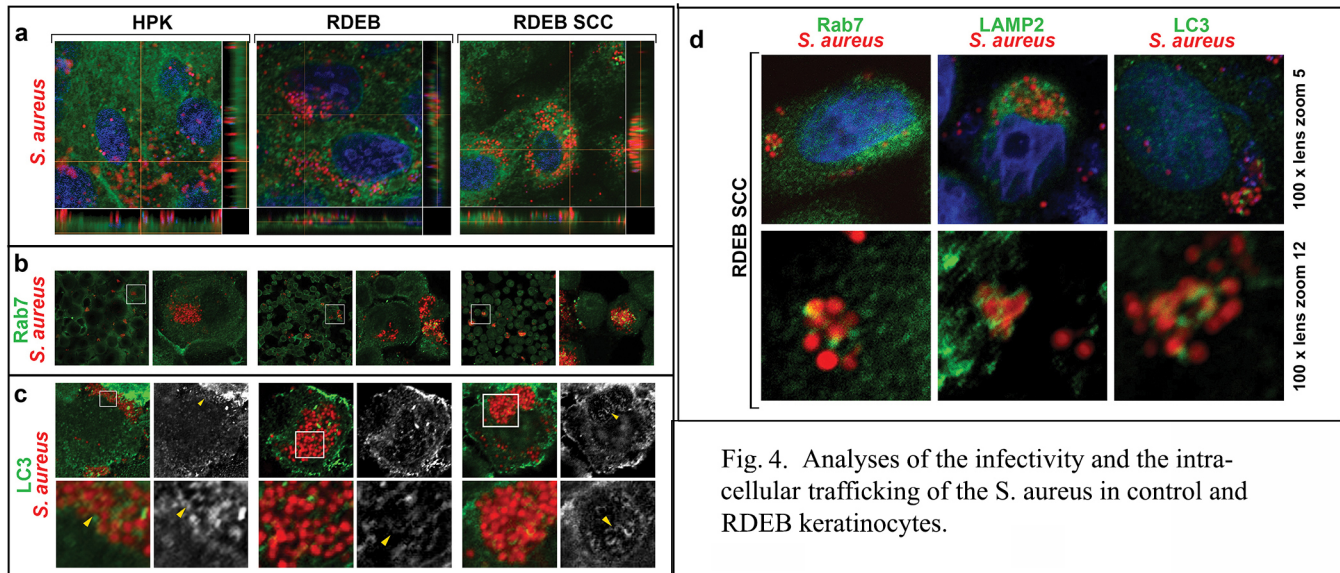 a
HPK
RDEB
RDEB SCC
S. aureus
b
Rab7
S. aureus
c
LC3
S. aureus
d
Rab7
S. aureus
LAMP2
S. aureus
LC3
S. aureus
RDEB SCC
100 x lens zoom 5
100 x lens zoom 12
Fig. 4. Analyses of the infectivity and the intra-
cellular trafficking of the S. aureus in control and
RDEB keratinocytes.